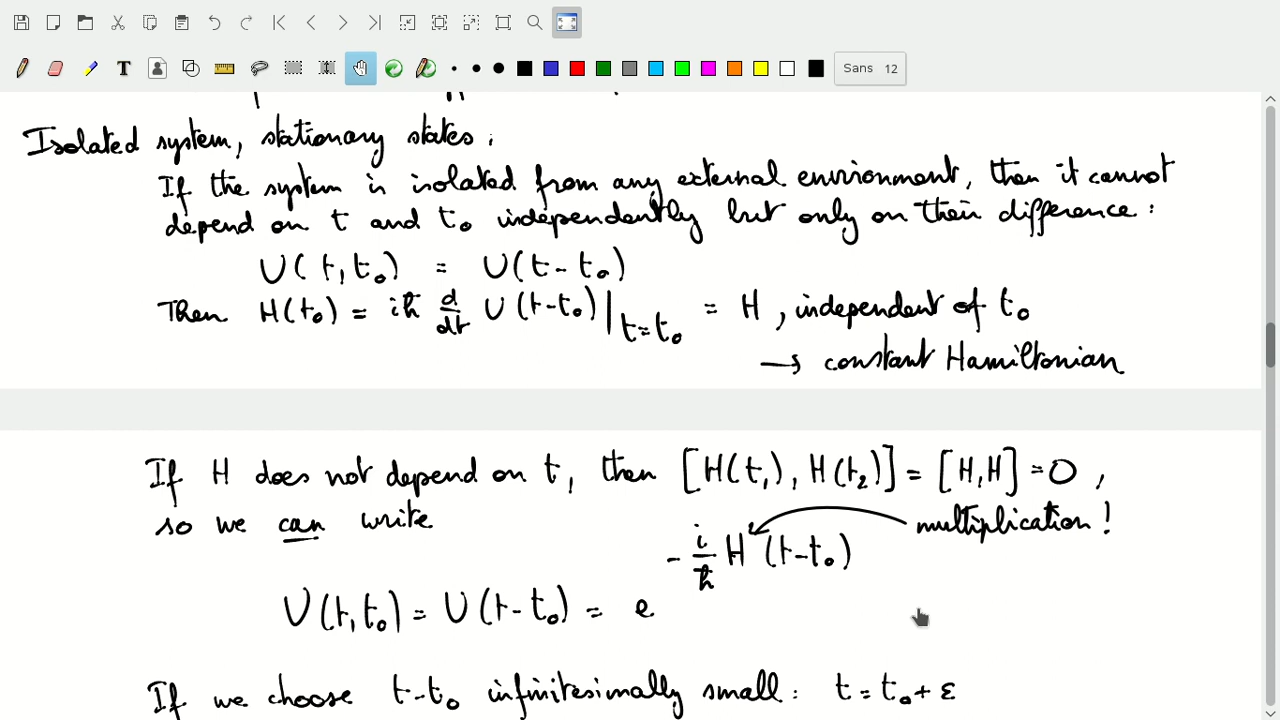 Sans 12
Isolated system, stationary states.
If the system is isolated from any external environment, then it cannot
depend on t and t₀ independently but only on their difference:
U(t,t₀) = U(t-t₀)
Then H(t₀) = iħ d/dt U(t-t₀)|_{t=t₀} = H, independent of t₀
→ constant Hamiltonian
If H does not depend on t, then [H(t₁), H(t₂)] = [H,H] = 0,
so we can write
multiplication!
U(t,t₀) = U(t-t₀) = e^{-i/ħ H (t-t₀)}
If we choose t-t₀ infinitesimally small: t = t₀ + ε